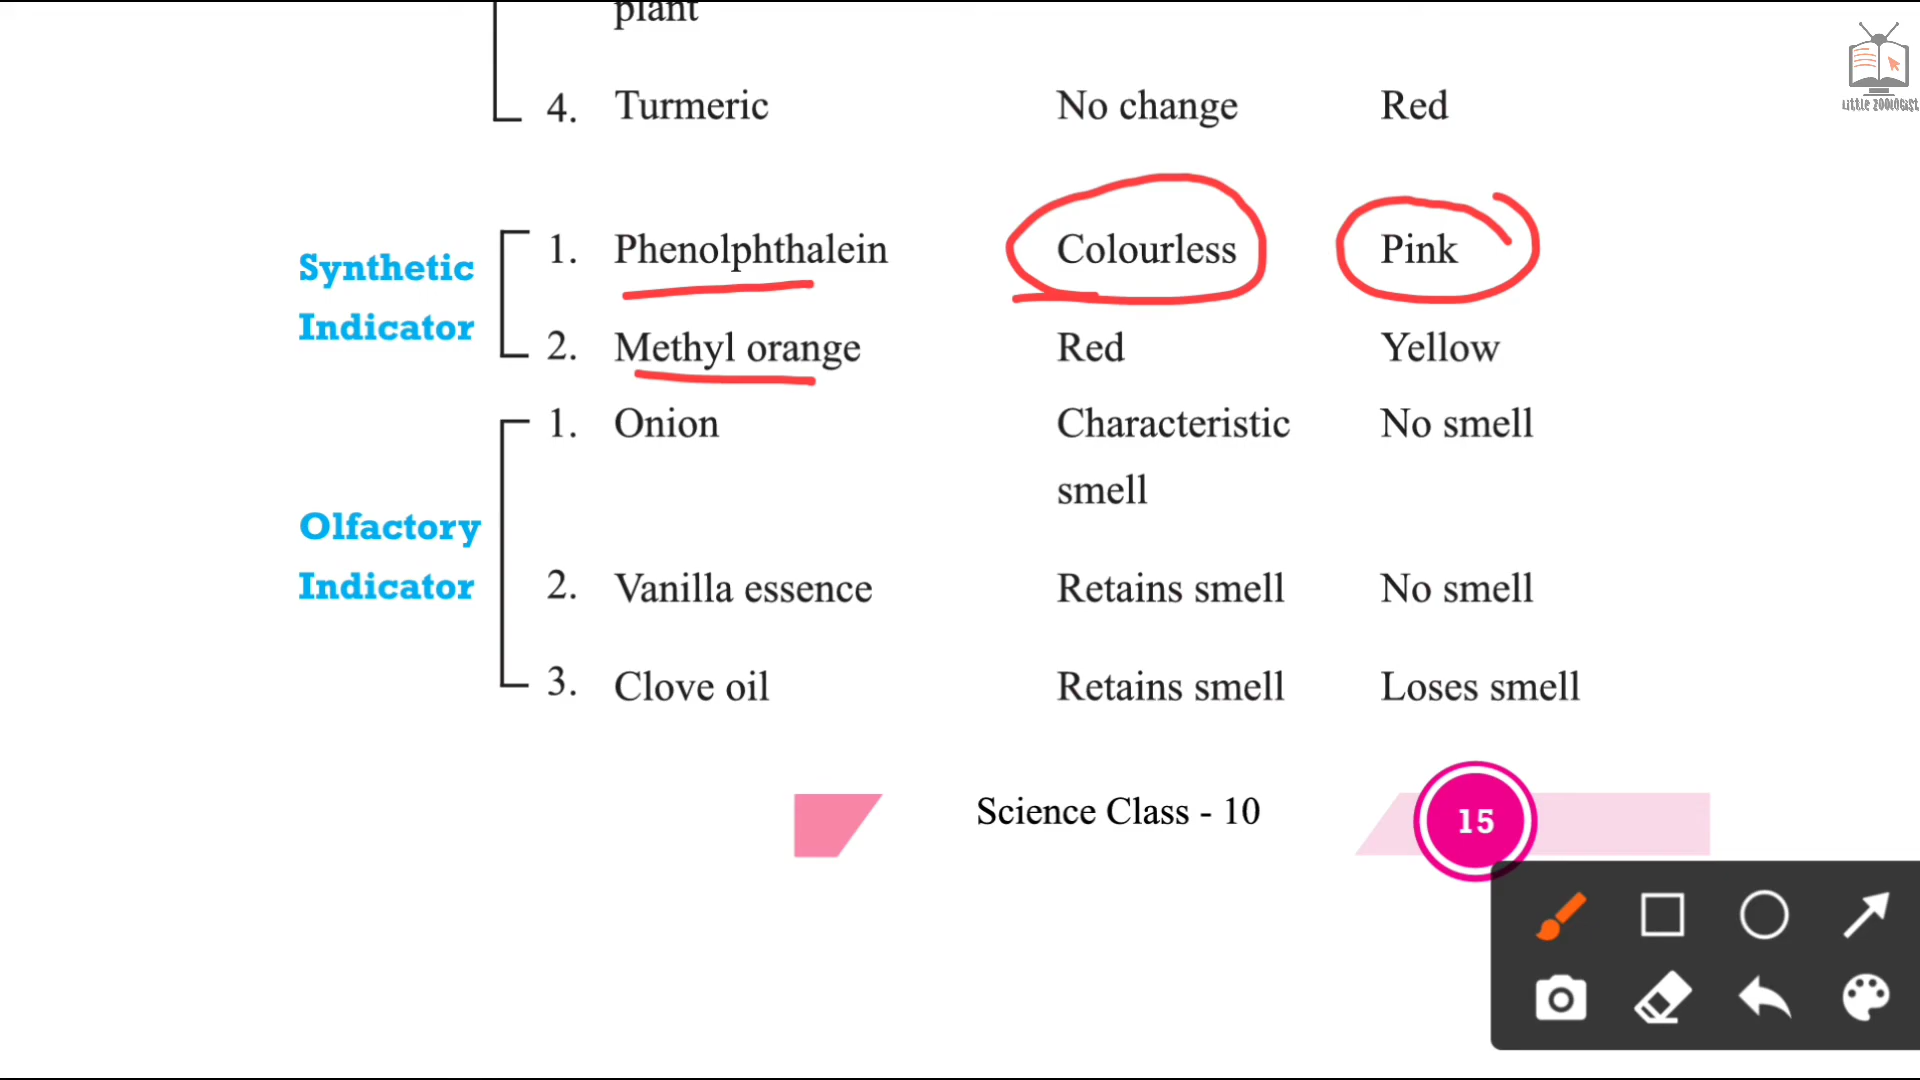 plant
4. Turmeric No change Red
Synthetic Indicator
1. Phenolphthalein Colourless Pink
2. Methyl orange Red Yellow
Olfactory Indicator
1. Onion Characteristic smell No smell
2. Vanilla essence Retains smell No smell
3. Clove oil Retains smell Loses smell
Science Class - 10
15
LITTLE ZOOLOGIST